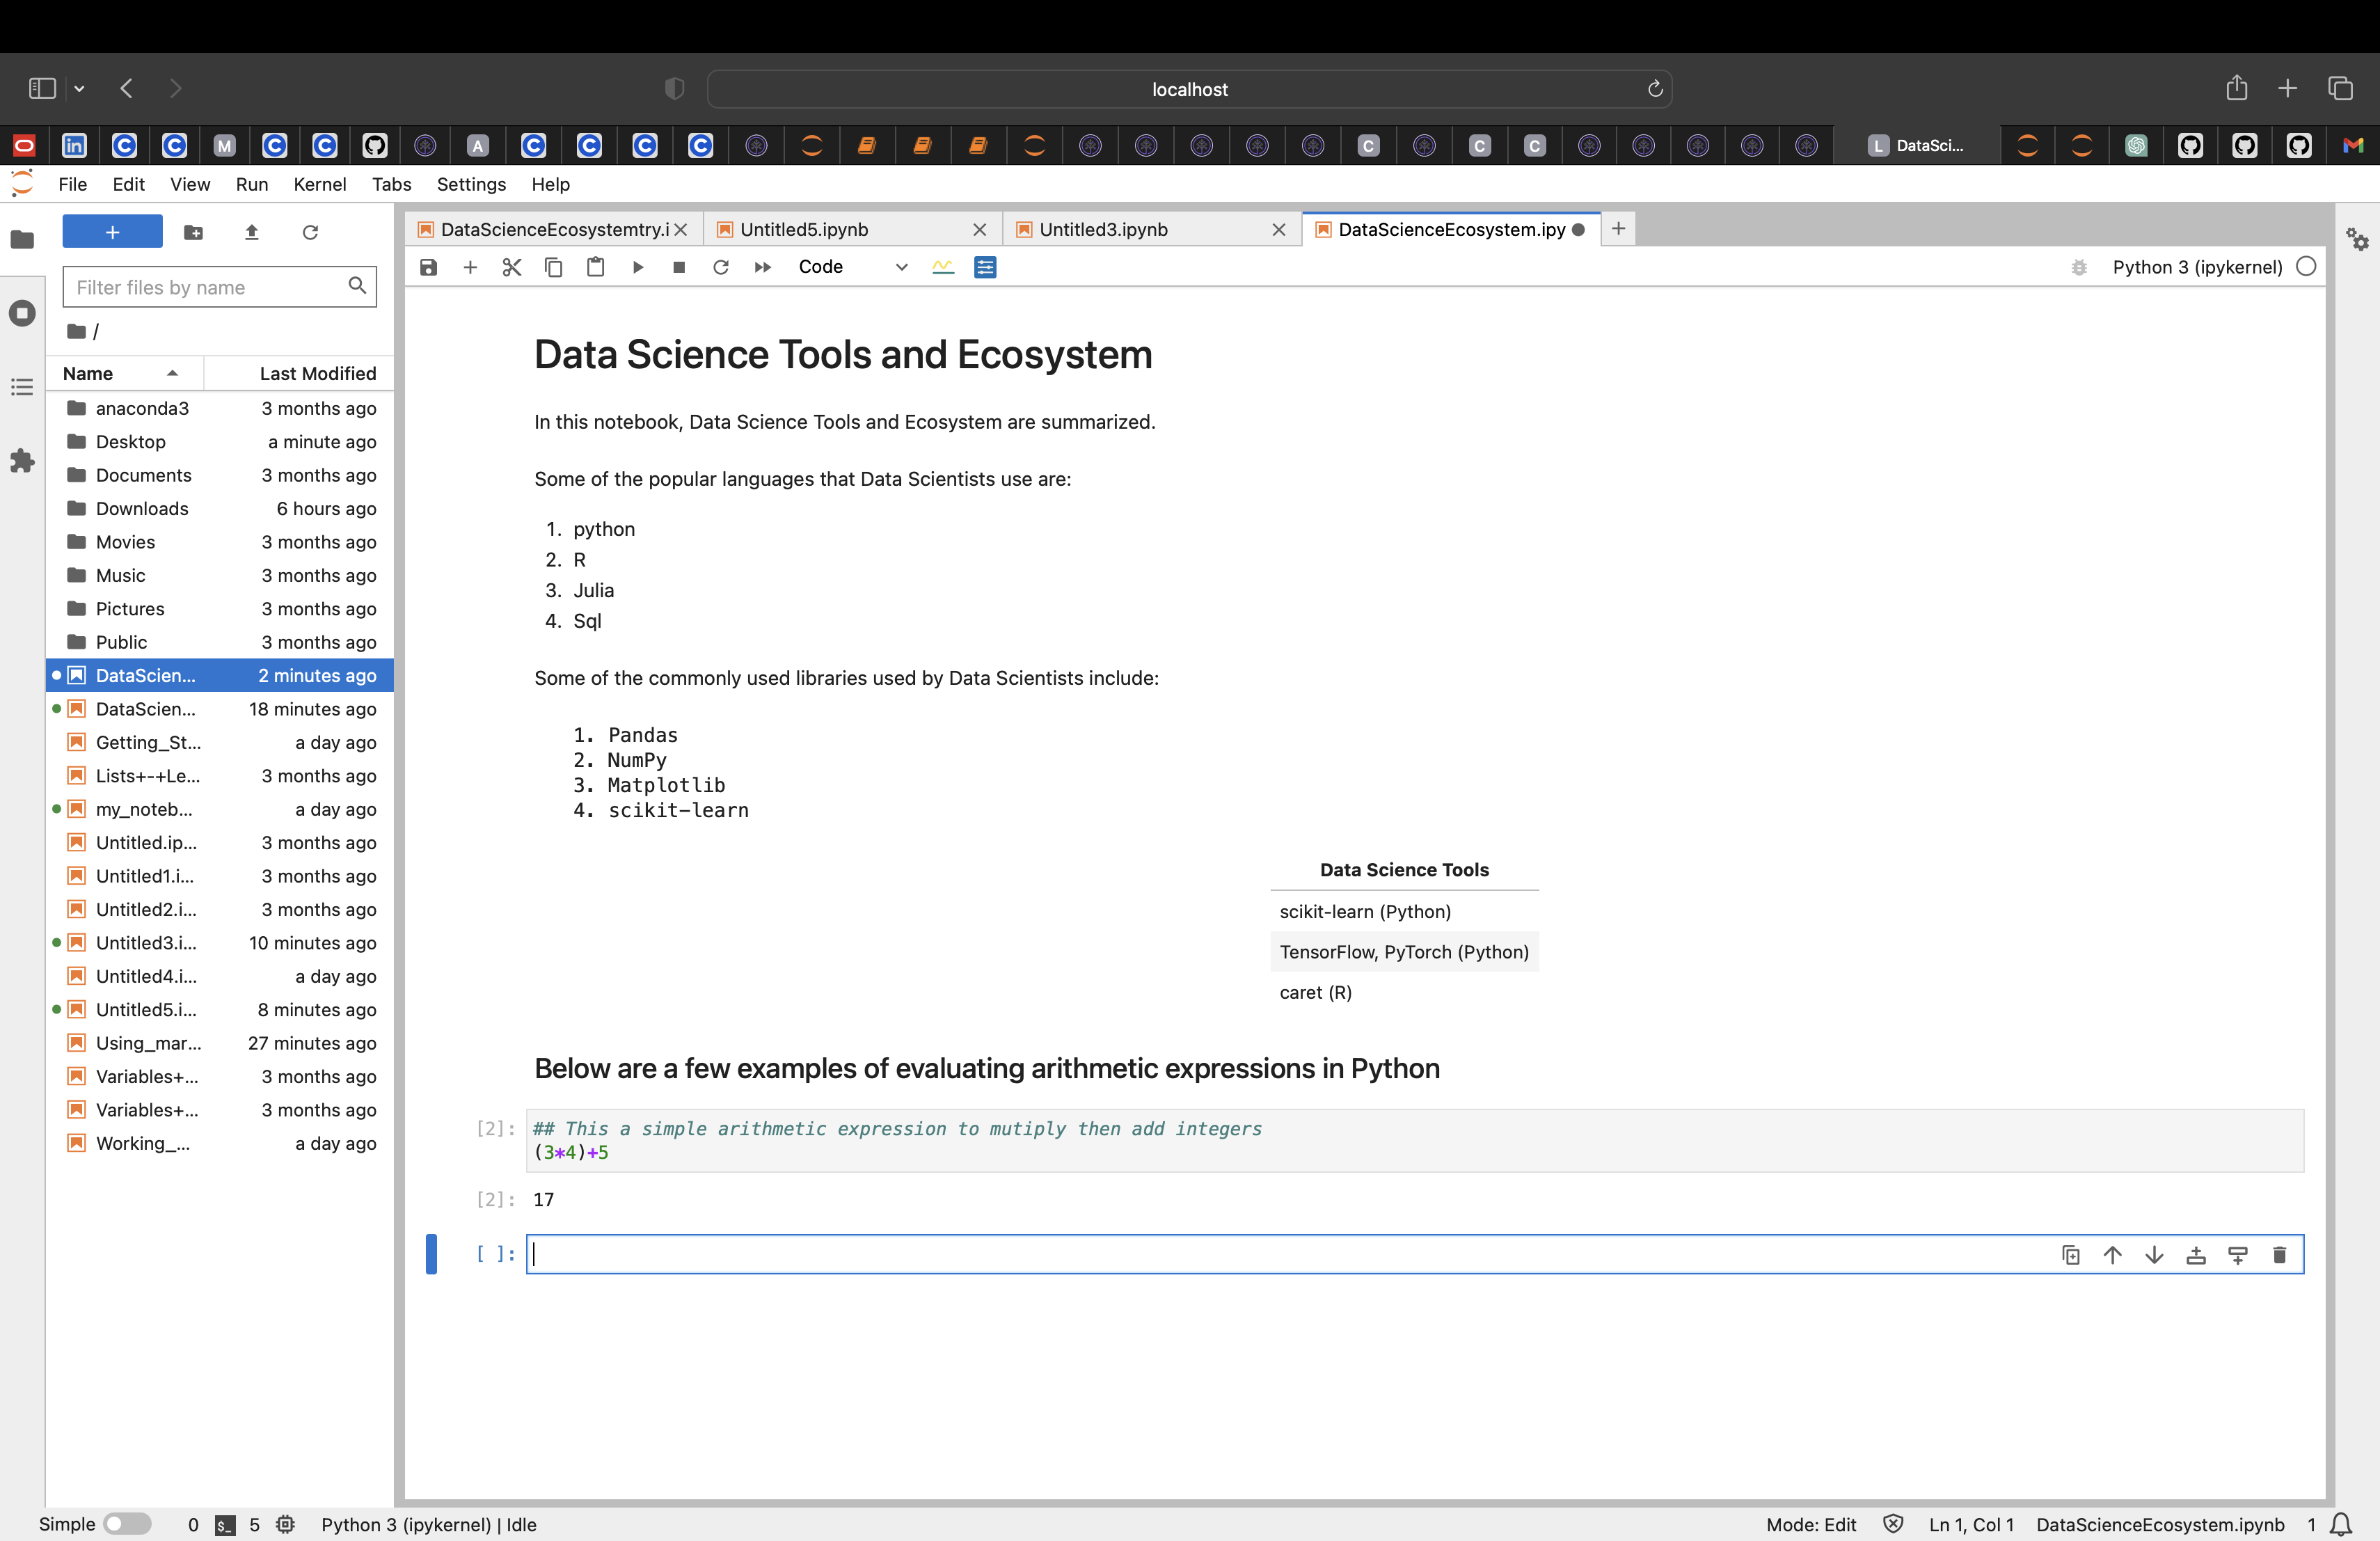 localhost
DataSci...
File Edit View Run Kernel Tabs Settings Help
DataScienceEcosystemtry.i Untitled5.ipynb Untitled3.ipynb DataScienceEcosystem.ipy
Code Python 3 (ipykernel)
Filter files by name
/
Name Last Modified
anaconda3 3 months ago
Desktop a minute ago
Documents 3 months ago
Downloads 6 hours ago
Movies 3 months ago
Music 3 months ago
Pictures 3 months ago
Public 3 months ago
DataScien... 2 minutes ago
DataScien... 18 minutes ago
Getting_St... a day ago
Lists+-+Le... 3 months ago
my_noteb... a day ago
Untitled.ip... 3 months ago
Untitled1.i... 3 months ago
Untitled2.i... 3 months ago
Untitled3.i... 10 minutes ago
Untitled4.i... a day ago
Untitled5.i... 8 minutes ago
Using_mar... 27 minutes ago
Variables+... 3 months ago
Variables+... 3 months ago
Working_... a day ago
Data Science Tools and Ecosystem
In this notebook, Data Science Tools and Ecosystem are summarized.
Some of the popular languages that Data Scientists use are:
1. python
2. R
3. Julia
4. Sql
Some of the commonly used libraries used by Data Scientists include:
1. Pandas
2. NumPy
3. Matplotlib
4. scikit-learn
Data Science Tools
scikit-learn (Python)
TensorFlow, PyTorch (Python)
caret (R)
Below are a few examples of evaluating arithmetic expressions in Python
[2]: ## This a simple arithmetic expression to mutiply then add integers
(3*4)+5
[2]: 17
[ ]:
Simple 0 $_ 5 Python 3 (ipykernel) | Idle Mode: Edit Ln 1, Col 1 DataScienceEcosystem.ipynb 1